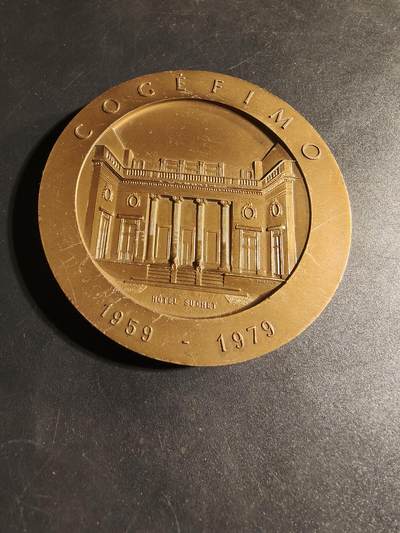 COGÉFIMO
HÔTEL SUCHET
1959 - 1979